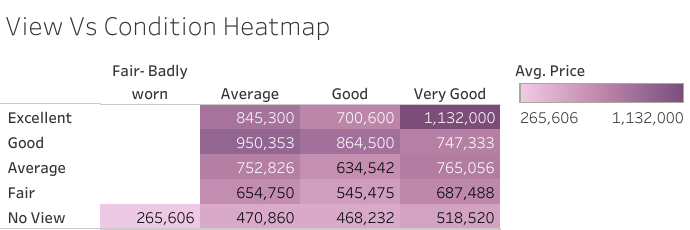 View Vs Condition Heatmap
Fair- Badly
worn Average Good Very Good
Excellent 845,300 700,600 1,132,000
Good 950,353 864,500 747,333
Average 752,826 634,542 765,056
Fair 654,750 545,475 687,488
No View 265,606 470,860 468,232 518,520
Avg. Price
265,606 1,132,000